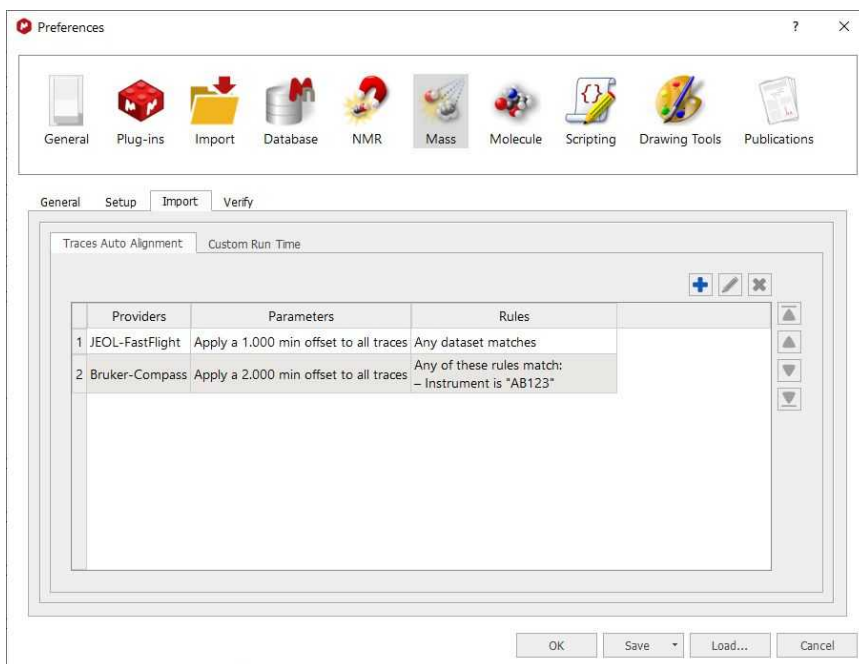 Preferences
?
General Plug-ins Import Database NMR Mass Molecule Scripting Drawing Tools Publications
General Setup Import Verify
Traces Auto Alignment Custom Run Time
Providers Parameters Rules
1 JEOL-FastFlight Apply a 1.000 min offset to all traces Any dataset matches
2 Bruker-Compass Apply a 2.000 min offset to all traces Any of these rules match:
– Instrument is "AB123"
OK Save Load... Cancel